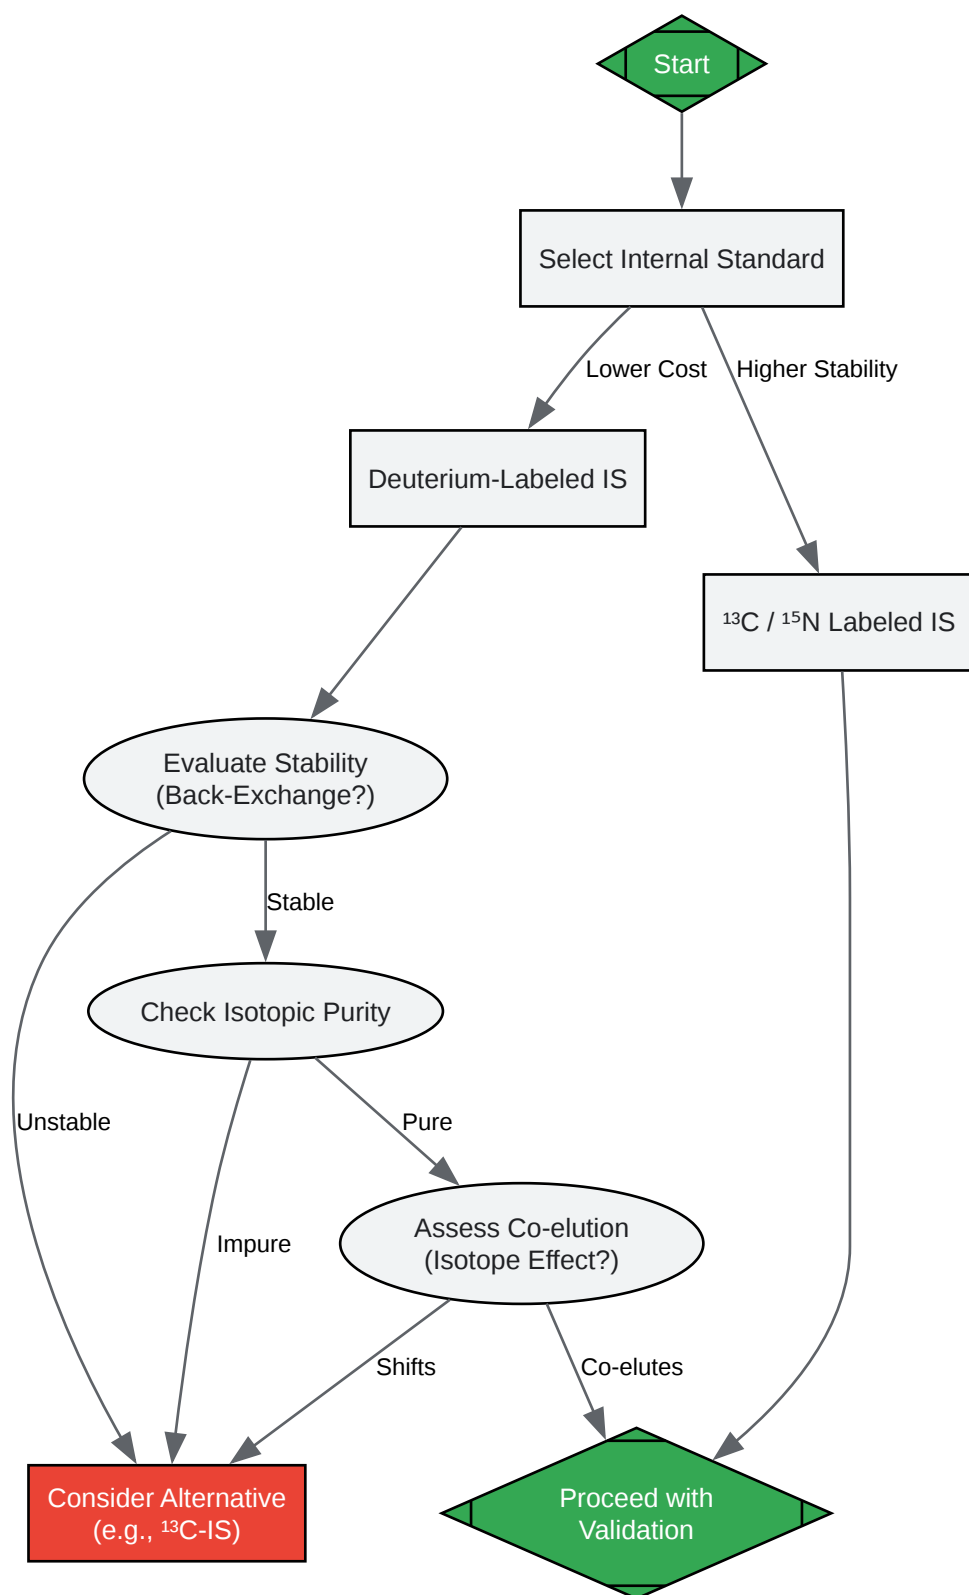 Start
Select Internal Standard
Lower Cost
Higher Stability
Deuterium-Labeled IS
¹³C / ¹⁵N Labeled IS
Evaluate Stability
(Back-Exchange?)
Stable
Check Isotopic Purity
Unstable
Pure
Impure
Assess Co-elution
(Isotope Effect?)
Shifts
Co-elutes
Consider Alternative
(e.g., ¹³C-IS)
Proceed with
Validation